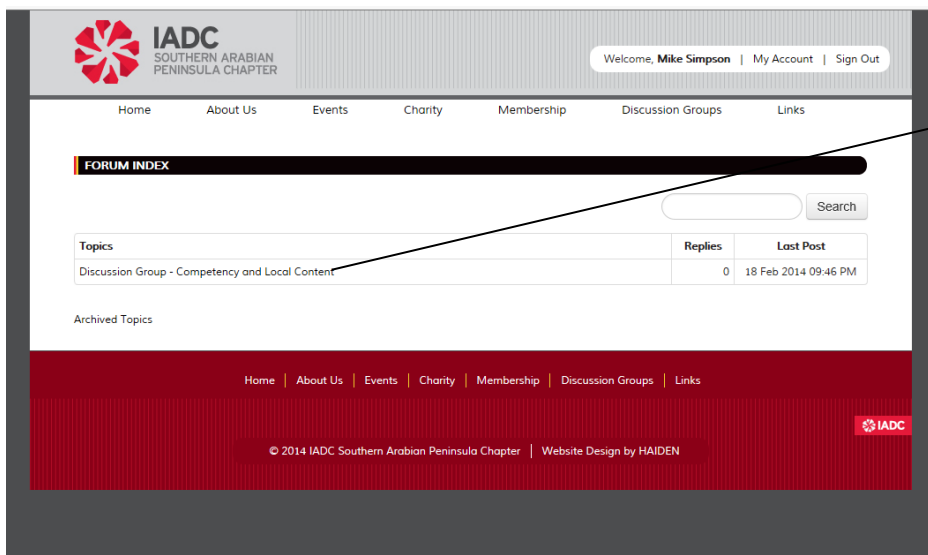 IADC
SOUTHERN ARABIAN
PENINSULA CHAPTER
Welcome, Mike Simpson | My Account | Sign Out
Home About Us Events Charity Membership Discussion Groups Links
FORUM INDEX
Search
Topics Replies Last Post
Discussion Group - Competency and Local Content 0 18 Feb 2014 09:46 PM
Archived Topics
Home | About Us | Events | Charity | Membership | Discussion Groups | Links
IADC
© 2014 IADC Southern Arabian Peninsula Chapter | Website Design by HAIDEN